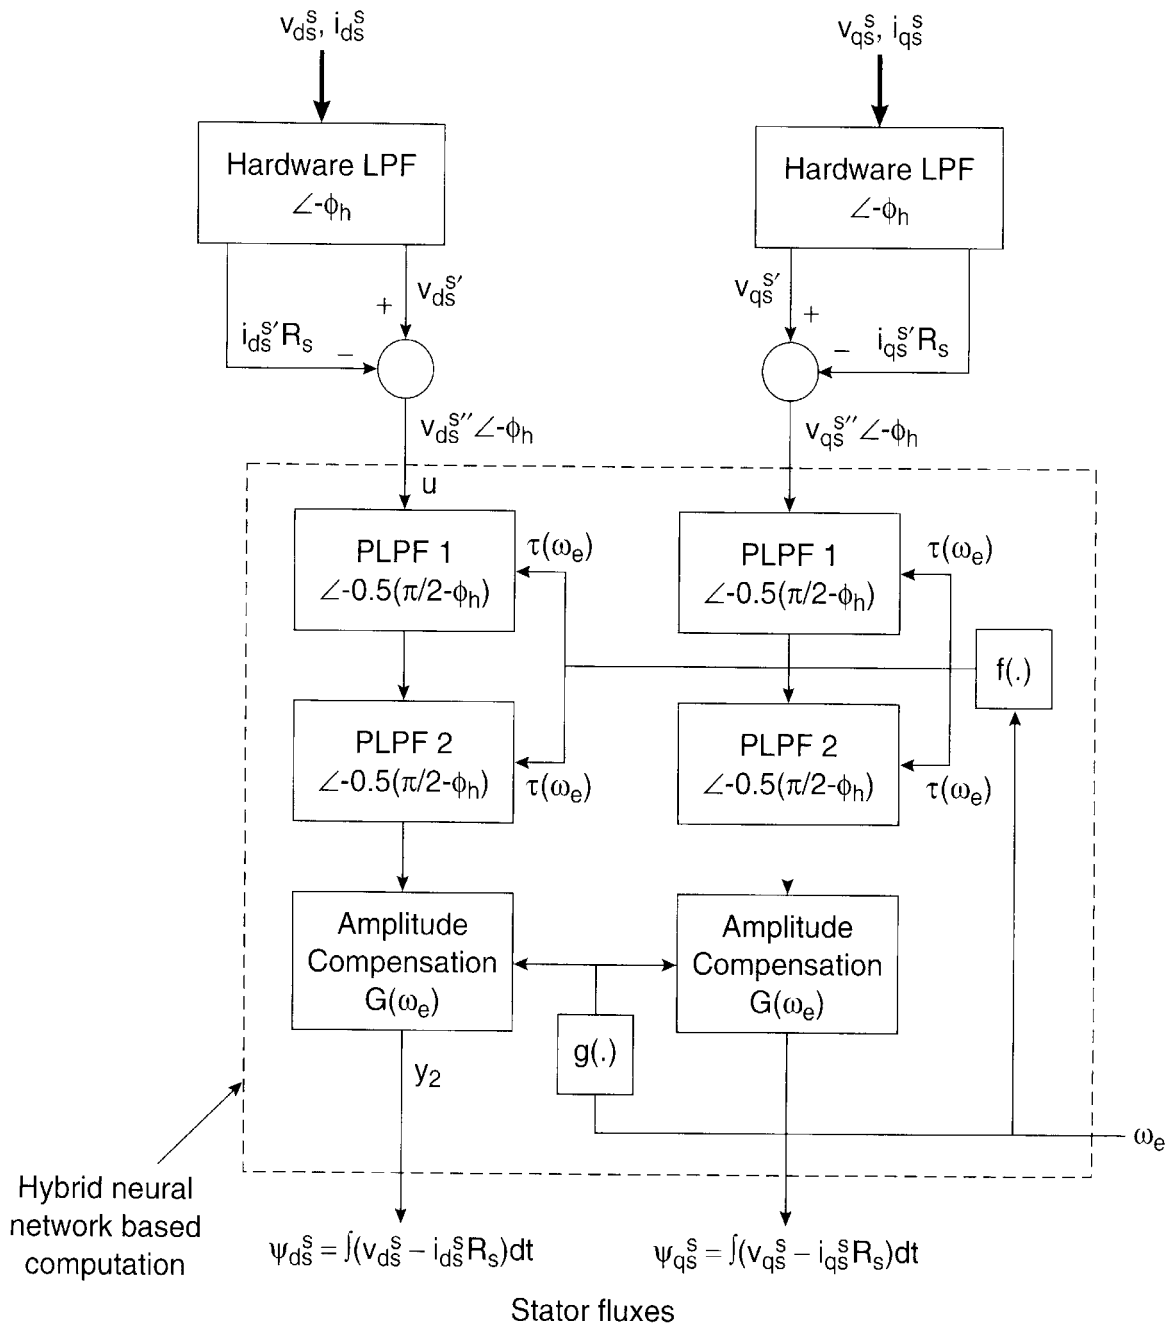 v_ds^s, i_ds^s
v_qs^s, i_qs^s
Hardware LPF
∠-ϕ_h
Hardware LPF
∠-ϕ_h
v_ds^s′
+
i_ds^s′ R_s
−
v_qs^s′
+
−
i_qs^s′ R_s
v_ds^s″ ∠-ϕ_h
v_qs^s″ ∠-ϕ_h
u
PLPF 1
∠-0.5(π/2-ϕ_h)
τ(ω_e)
PLPF 1
∠-0.5(π/2-ϕ_h)
τ(ω_e)
f(.)
PLPF 2
∠-0.5(π/2-ϕ_h)
τ(ω_e)
PLPF 2
∠-0.5(π/2-ϕ_h)
τ(ω_e)
Amplitude
Compensation
G(ω_e)
Amplitude
Compensation
G(ω_e)
g(.)
y_2
ω_e
Hybrid neural
network based
computation
ψ_ds^s = ∫(v_ds^s − i_ds^s R_s)dt
ψ_qs^s = ∫(v_qs^s − i_qs^s R_s)dt
Stator fluxes